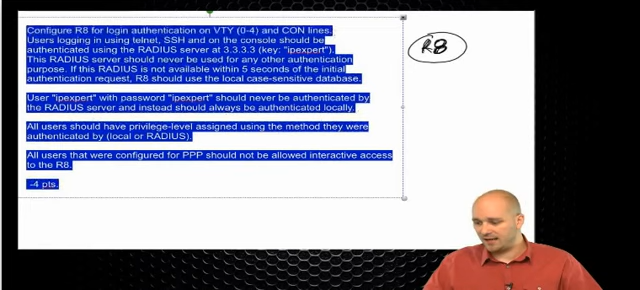 Configure R8 for login authentication on VTY (0-4) and CON lines.
Users logging in using telnet, SSH and on the console should be
authenticated using the RADIUS server at 3.3.3.3 (key: "ipexpert").
This RADIUS server should never be used for any other authentication
purpose. If this RADIUS is not available within 5 seconds of the initial
authentication request, R8 should use the local case-sensitive database.
User "ipexpert" with password "ipexpert" should never be authenticated by
the RADIUS server and instead should always be authenticated locally.
All users should have privilege-level assigned using the method they were
authenticated by (local or RADIUS).
All users that were configured for PPP should not be allowed interactive access
to the R8.
-4 pts.
R8